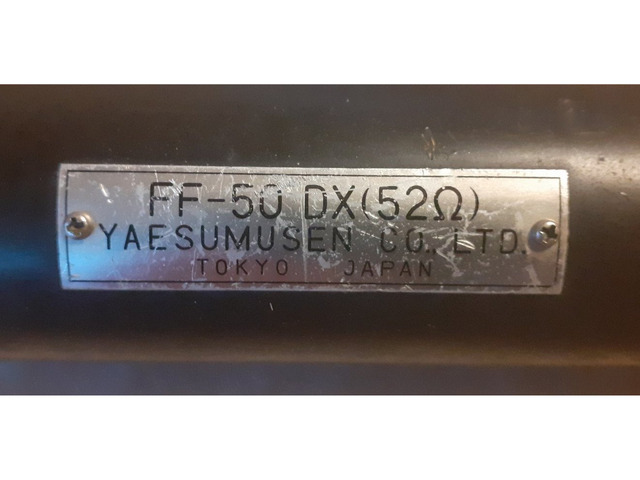 FF-50 DX(52Ω)
YAESUMUSEN CO., LTD.
TOKYO JAPAN